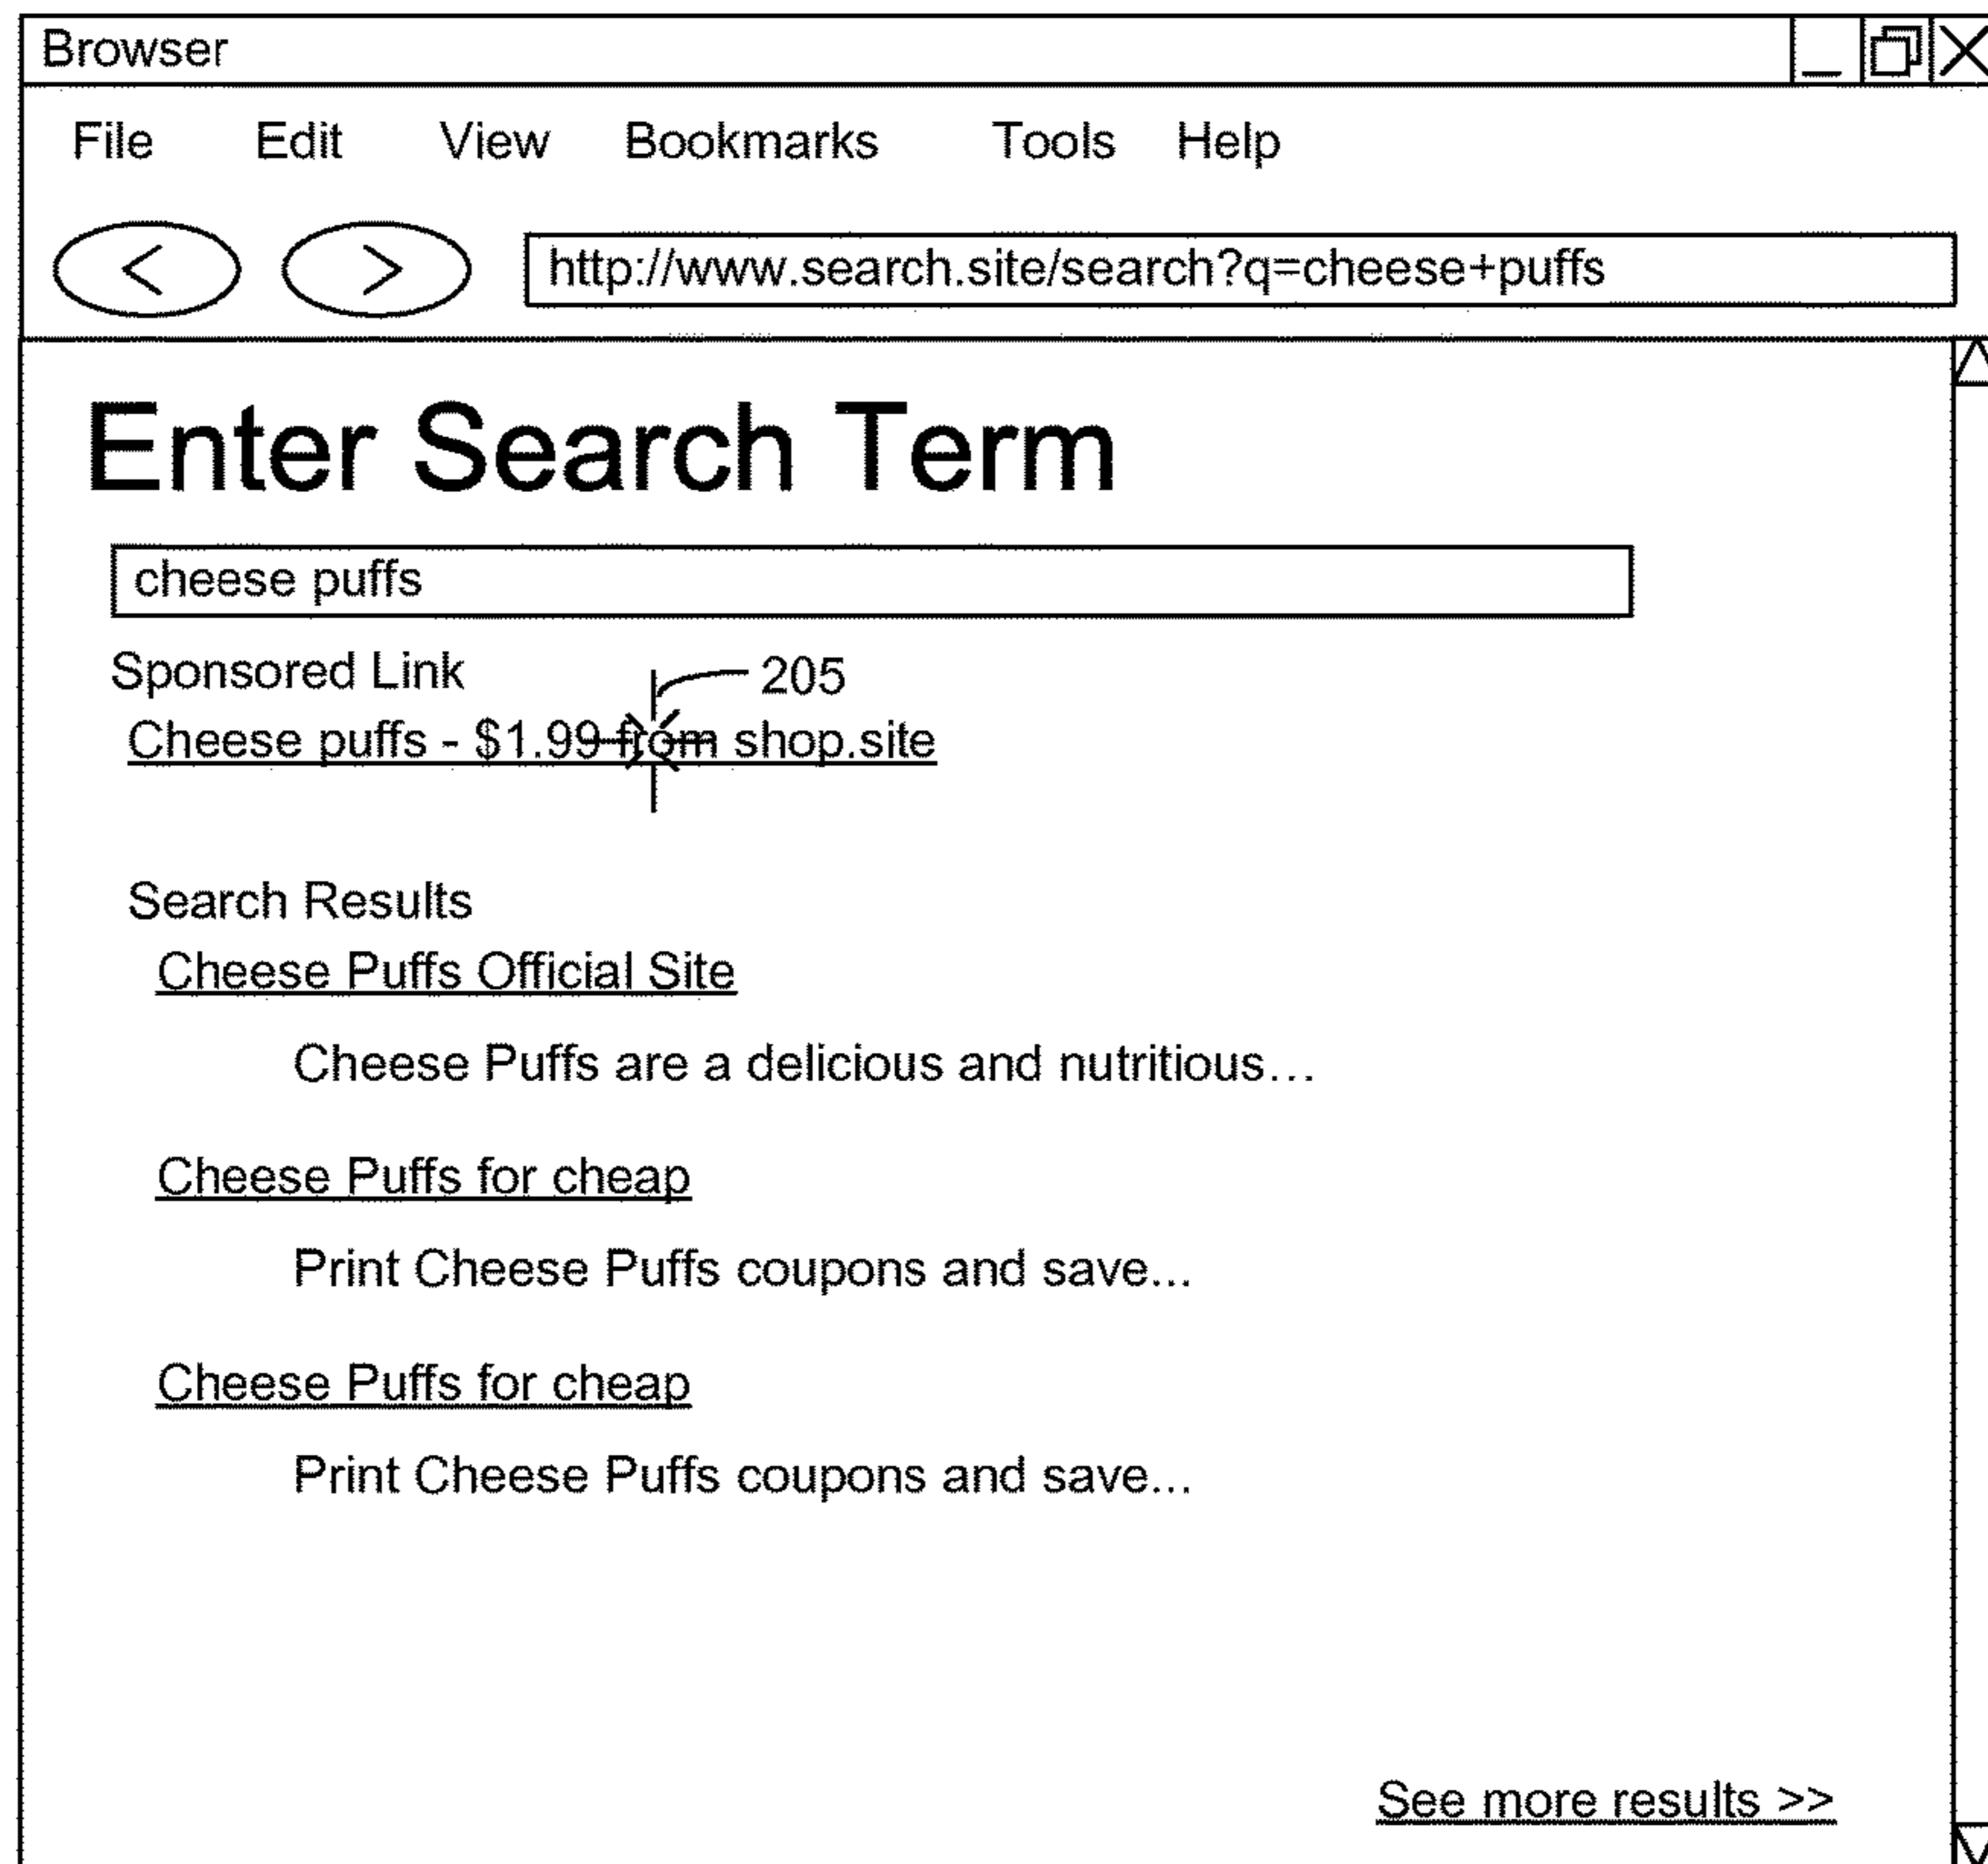 Browser
File Edit View Bookmarks Tools Help
< > http://www.search.site/search?q=cheese+puffs
Enter Search Term
cheese puffs
Sponsored Link 205
Cheese puffs - $1.99 from shop.site
Search Results
Cheese Puffs Official Site
Cheese Puffs are a delicious and nutritious...
Cheese Puffs for cheap
Print Cheese Puffs coupons and save...
Cheese Puffs for cheap
Print Cheese Puffs coupons and save...
See more results >>